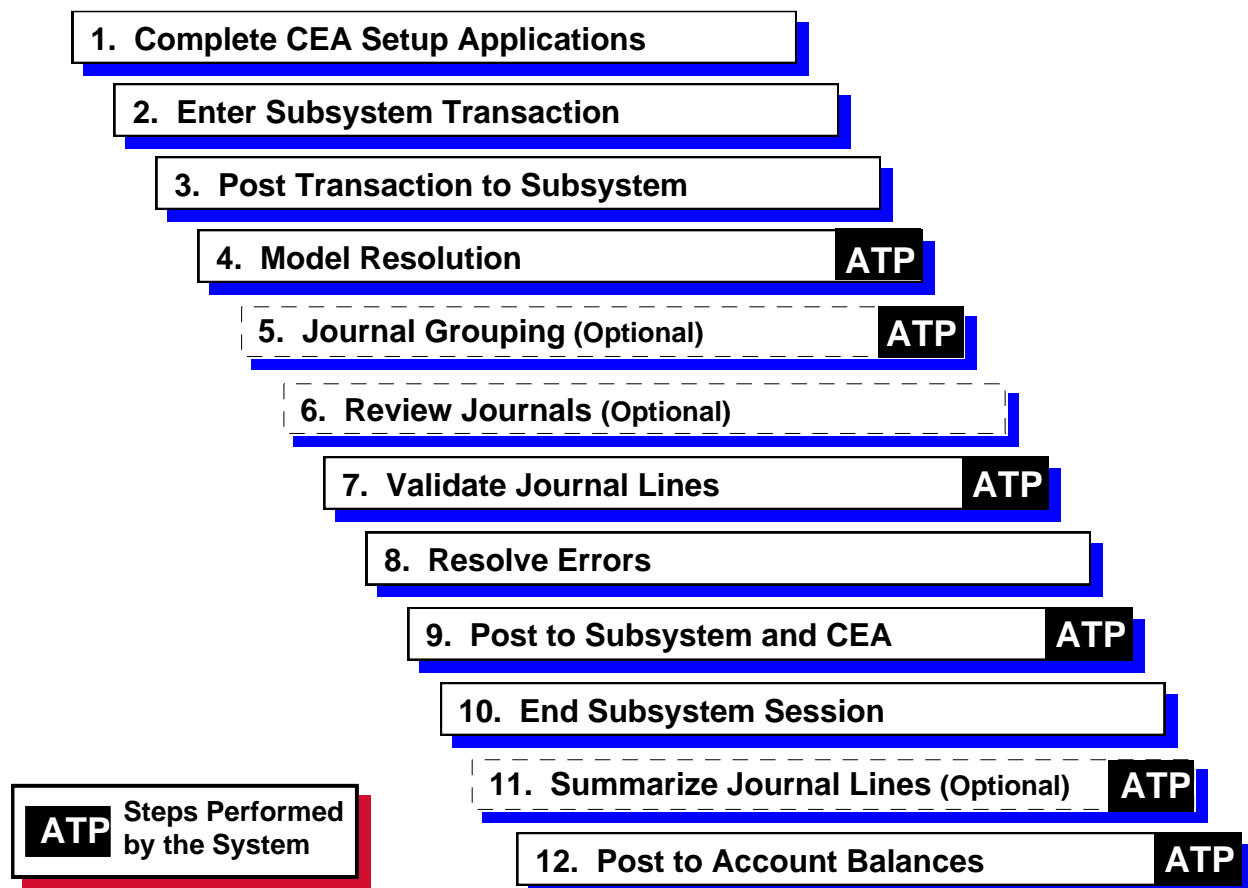 1. Complete CEA Setup Applications
2. Enter Subsystem Transaction
3. Post Transaction to Subsystem
4. Model Resolution ATP
5. Journal Grouping (Optional) ATP
6. Review Journals (Optional)
7. Validate Journal Lines ATP
8. Resolve Errors
9. Post to Subsystem and CEA ATP
10. End Subsystem Session
11. Summarize Journal Lines (Optional) ATP
12. Post to Account Balances ATP
ATP Steps Performed
by the System